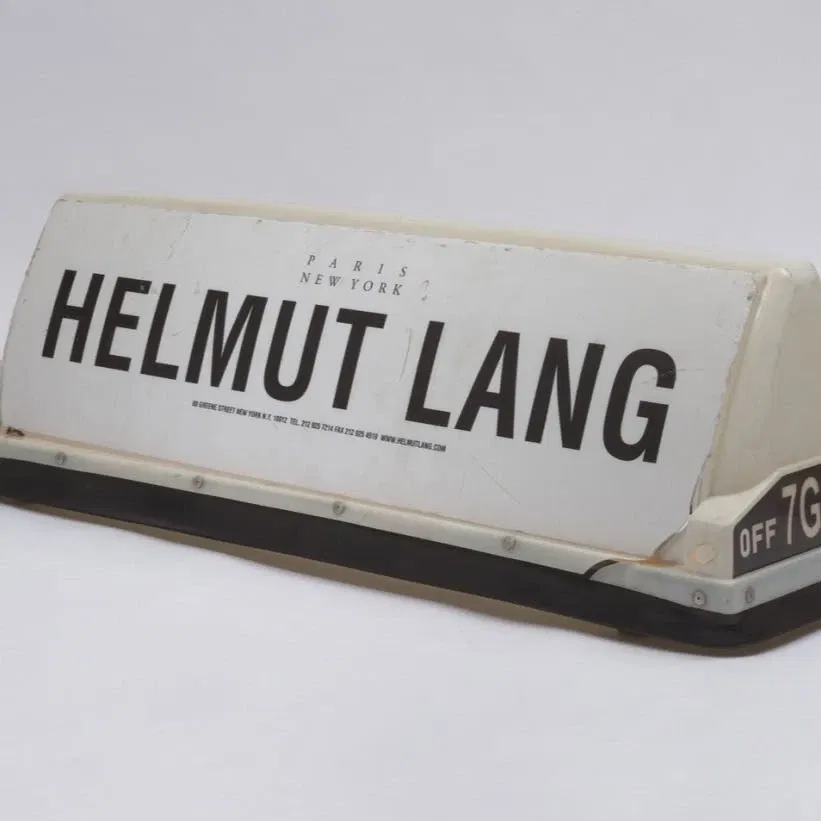 PARIS
NEW YORK
HELMUT LANG
80 GREENE STREET NEW YORK N.Y. 10012 TEL. 212 925 7214 FAX 212 925 4919 WWW.HELMUTLANG.COM
OFF 7G